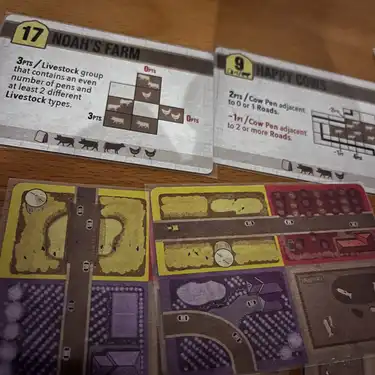 17 NOAH'S FARM
3PTS / Livestock group
that contains an even
number of pens and
at least 2 different
Livestock types.
0PTS
3PTS
0PTS
9 HAPPY COWS
2PTS / Cow Pen adjacent
to 0 or 1 Roads.
-1PTS / Cow Pen adjacent
to 2 or more Roads.